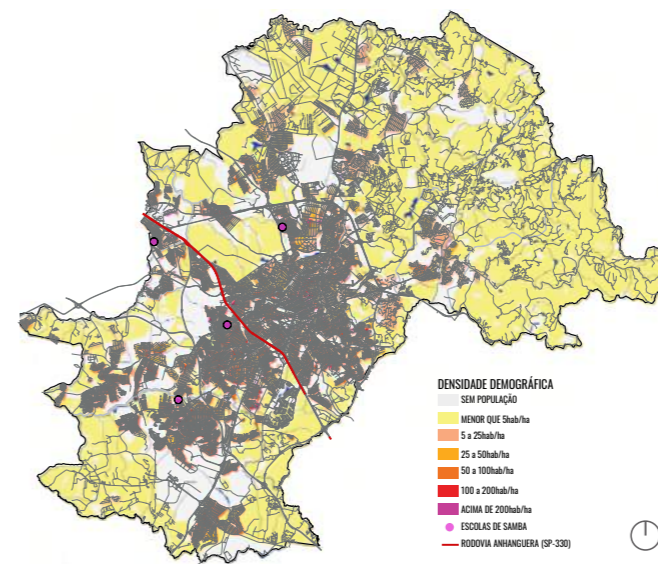 DENSIDADE DEMOGRÁFICA
SEM POPULAÇÃO
MENOR QUE 5hab/ha
5 a 25hab/ha
25 a 50hab/ha
50 a 100hab/ha
100 a 200hab/ha
ACIMA DE 200hab/ha
ESCOLAS DE SAMBA
RODOVIA ANHANGUERA (SP-330)